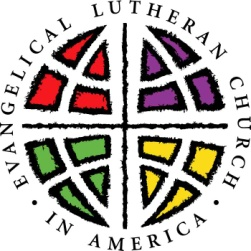 EVANGELICAL LUTHERAN CHURCH
· IN AMERICA ·